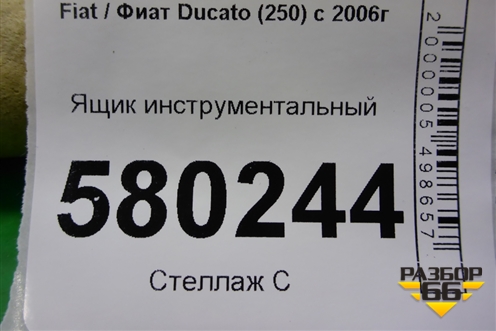 Fiat / Фиат Ducato (250) с 2006г
Ящик инструментальный
580244
Стеллаж С
2000005498657
РАЗБОР
66